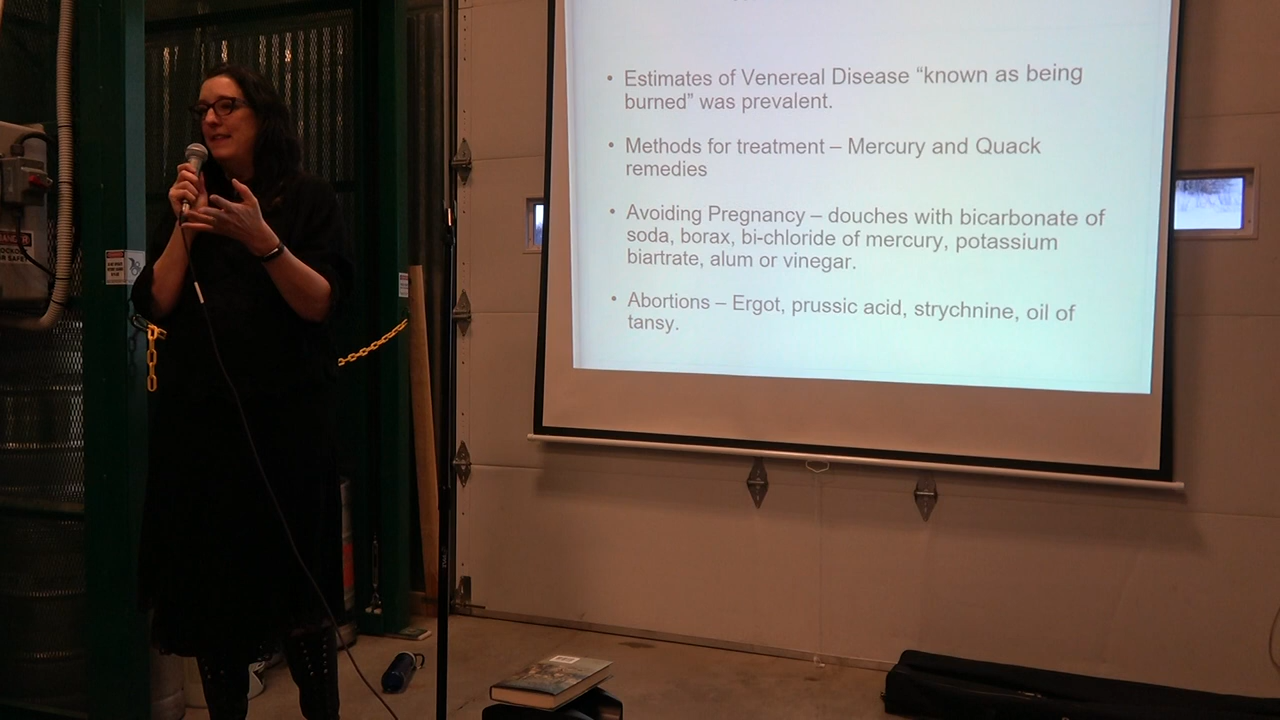 • Estimates of Venereal Disease “known as being
burned” was prevalent.
• Methods for treatment – Mercury and Quack
remedies
• Avoiding Pregnancy – douches with bicarbonate of
soda, borax, bi-chloride of mercury, potassium
biartrate, alum or vinegar.
• Abortions – Ergot, prussic acid, strychnine, oil of
tansy.